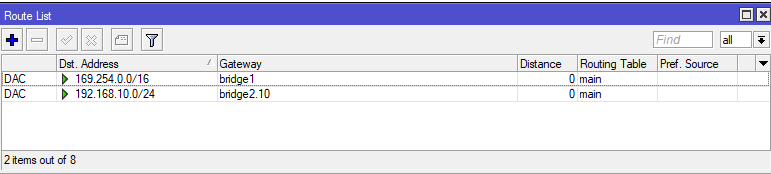 Route List
Find all
Dst. Address Gateway Distance Routing Table Pref. Source
DAC 169.254.0.0/16 bridge1 0 main
DAC 192.168.10.0/24 bridge2.10 0 main
2 items out of 8